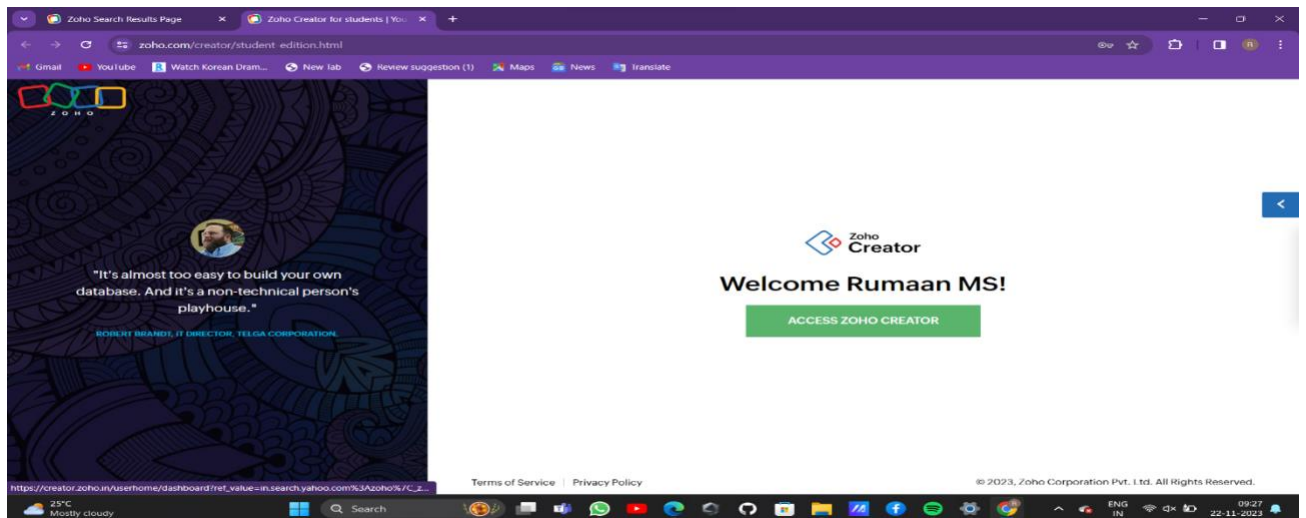 Zoho Search Results Page
Zoho Creator for students | You
zoho.com/creator/student edition.html
Gmail YouTube Watch Korean Dram... New Tab Review suggestion (1) Maps News Translate
ZOHO
Zoho
Creator
"It's almost too easy to build your own
database. And it's a non-technical person's
playhouse."
ROBERT BRANDT, IT DIRECTOR, TELGA CORPORATION.
Welcome Rumaan MS!
ACCESS ZOHO CREATOR
Terms of Service | Privacy Policy
© 2023, Zoho Corporation Pvt. Ltd. All Rights Reserved.
https://creator.zoho.in/userhome/dashboard?ref_value=in.search.yahoo.com%3Azoho%7C_z...
25°C
Mostly cloudy
Search
ENG
IN
09:27
22-11-2023